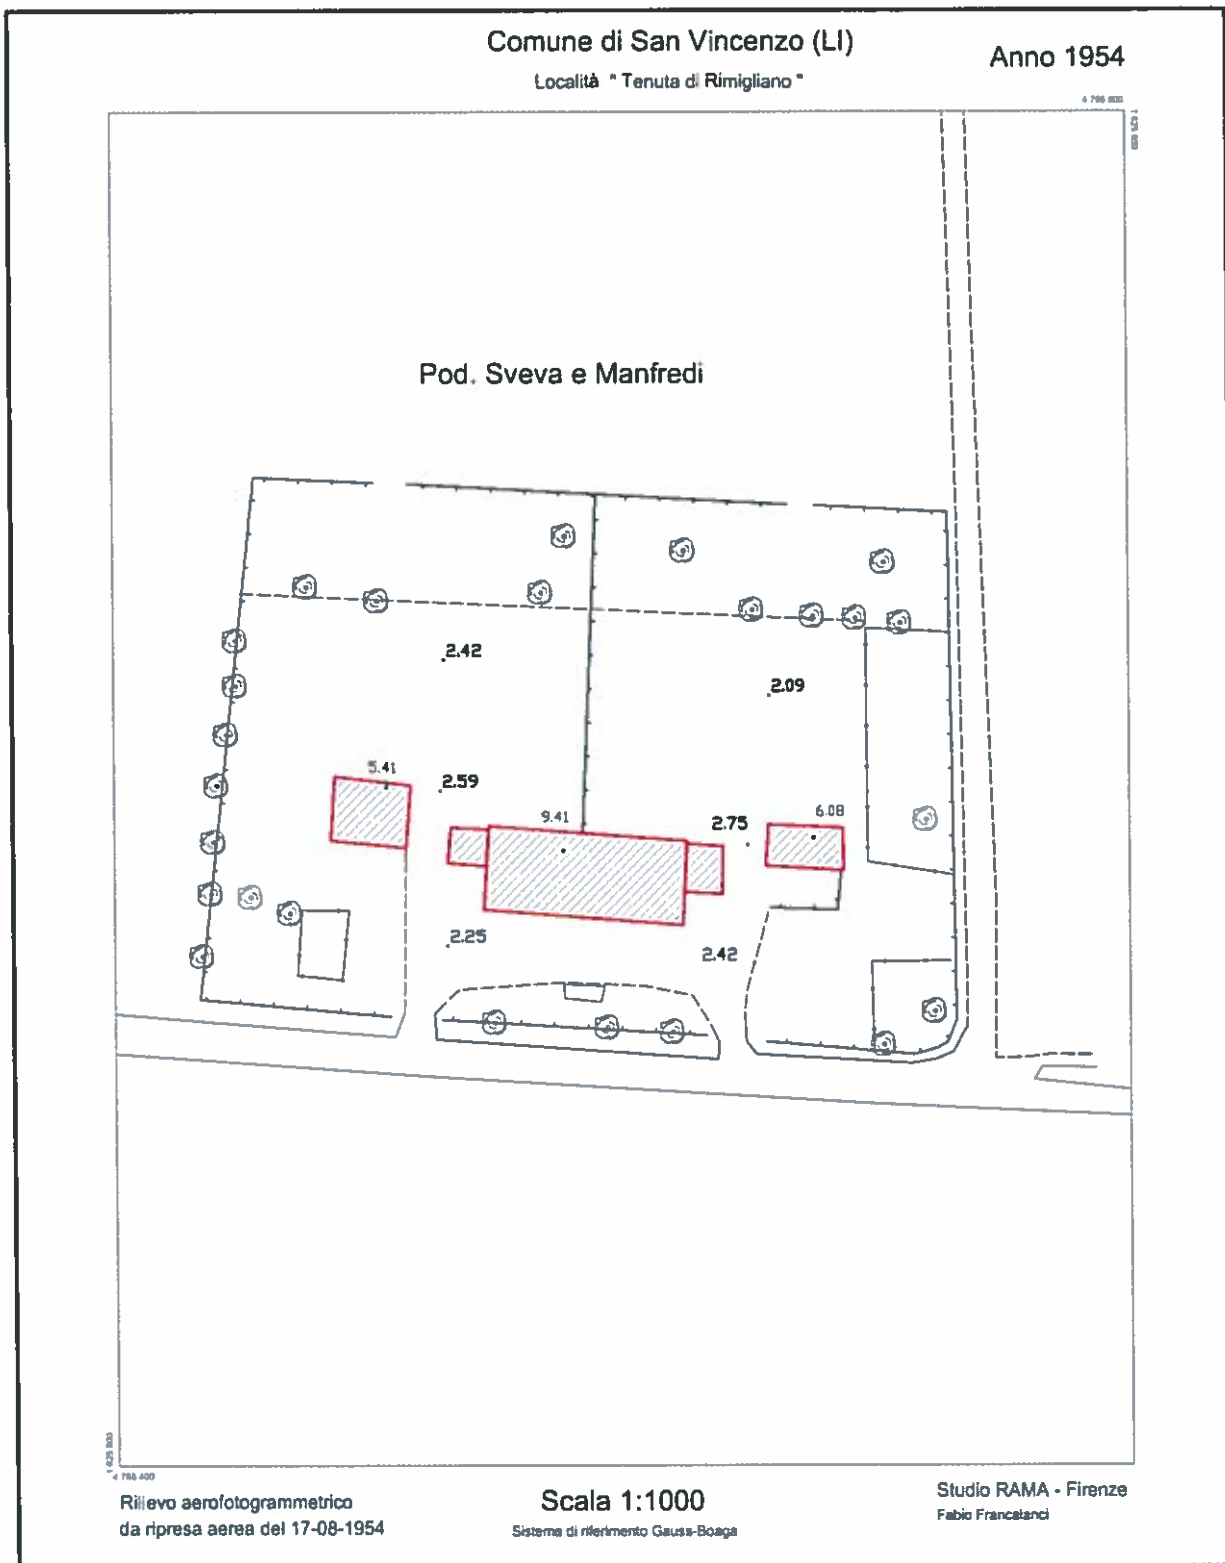 Comune di San Vincenzo (LI)
Anno 1954
Località " Tenuta di Rimigliano "
Pod. Sveva e Manfredi
2.42
2.09
5.41
2.59
9.41
2.75
6.08
2.25
2.42
Rilievo aerofotogrammetrico
da ripresa aerea del 17-08-1954
Scala 1:1000
Sistema di riferimento Gauss-Boaga
Studio RAMA - Firenze
Fabio Francalanci